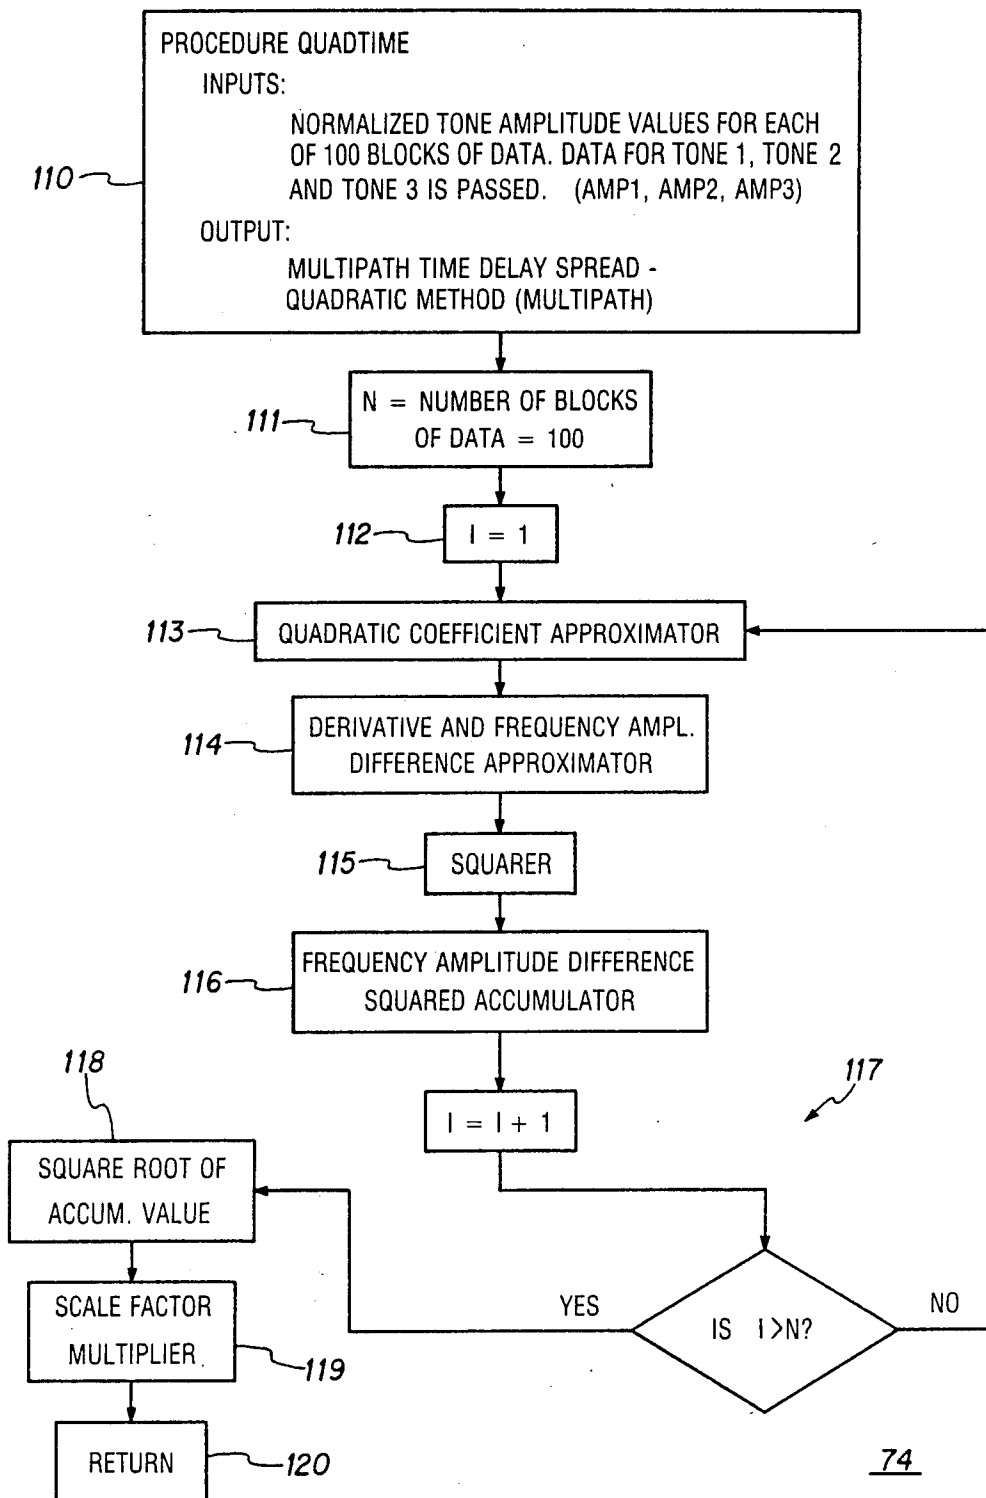 PROCEDURE QUADTIME
INPUTS:
NORMALIZED TONE AMPLITUDE VALUES FOR EACH
OF 100 BLOCKS OF DATA. DATA FOR TONE 1, TONE 2
AND TONE 3 IS PASSED. (AMP1, AMP2, AMP3)
OUTPUT:
MULTIPATH TIME DELAY SPREAD -
QUADRATIC METHOD (MULTIPATH)
110
N = NUMBER OF BLOCKS
OF DATA = 100
111
I = 1
112
QUADRATIC COEFFICIENT APPROXIMATOR
113
DERIVATIVE AND FREQUENCY AMPL.
DIFFERENCE APPROXIMATOR
114
SQUARER
115
FREQUENCY AMPLITUDE DIFFERENCE
SQUARED ACCUMULATOR
116
I = I + 1
117
IS I>N?
YES
NO
118
SQUARE ROOT OF
ACCUM. VALUE
SCALE FACTOR
MULTIPLIER
119
RETURN
120
74